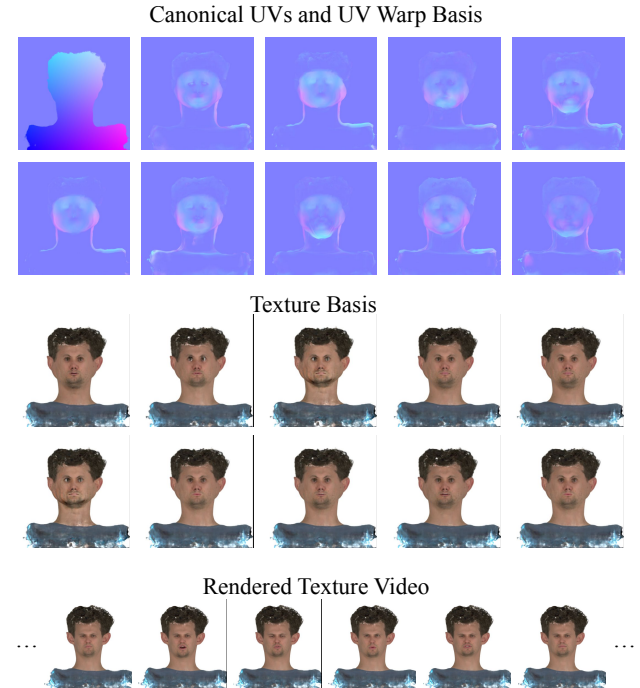 Canonical UVs and UV Warp Basis
Texture Basis
Rendered Texture Video
... ...